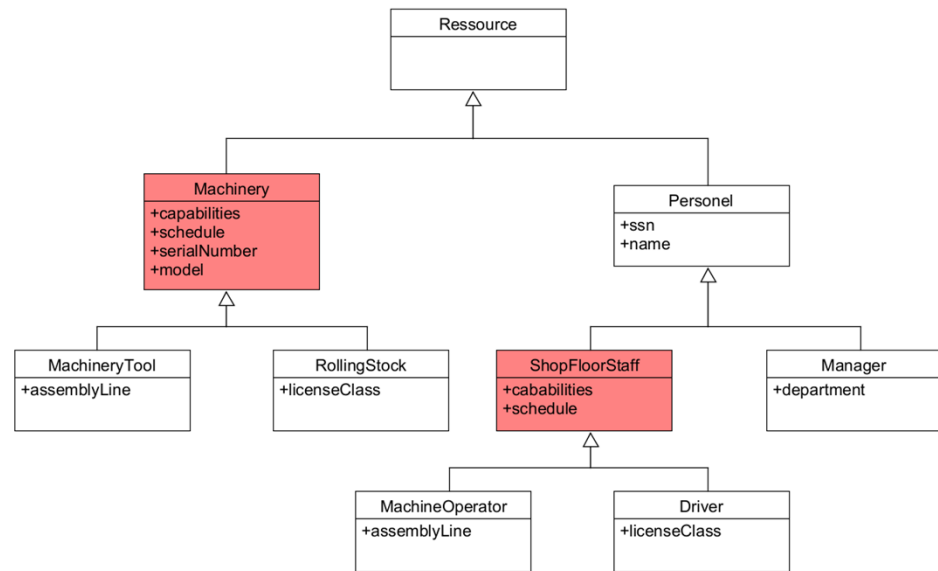 Ressource
Machinery
+capabilities
+schedule
+serialNumber
+model
Personel
+ssn
+name
MachineryTool
+assemblyLine
RollingStock
+licenseClass
ShopFloorStaff
+cababilities
+schedule
Manager
+department
MachineOperator
+assemblyLine
Driver
+licenseClass